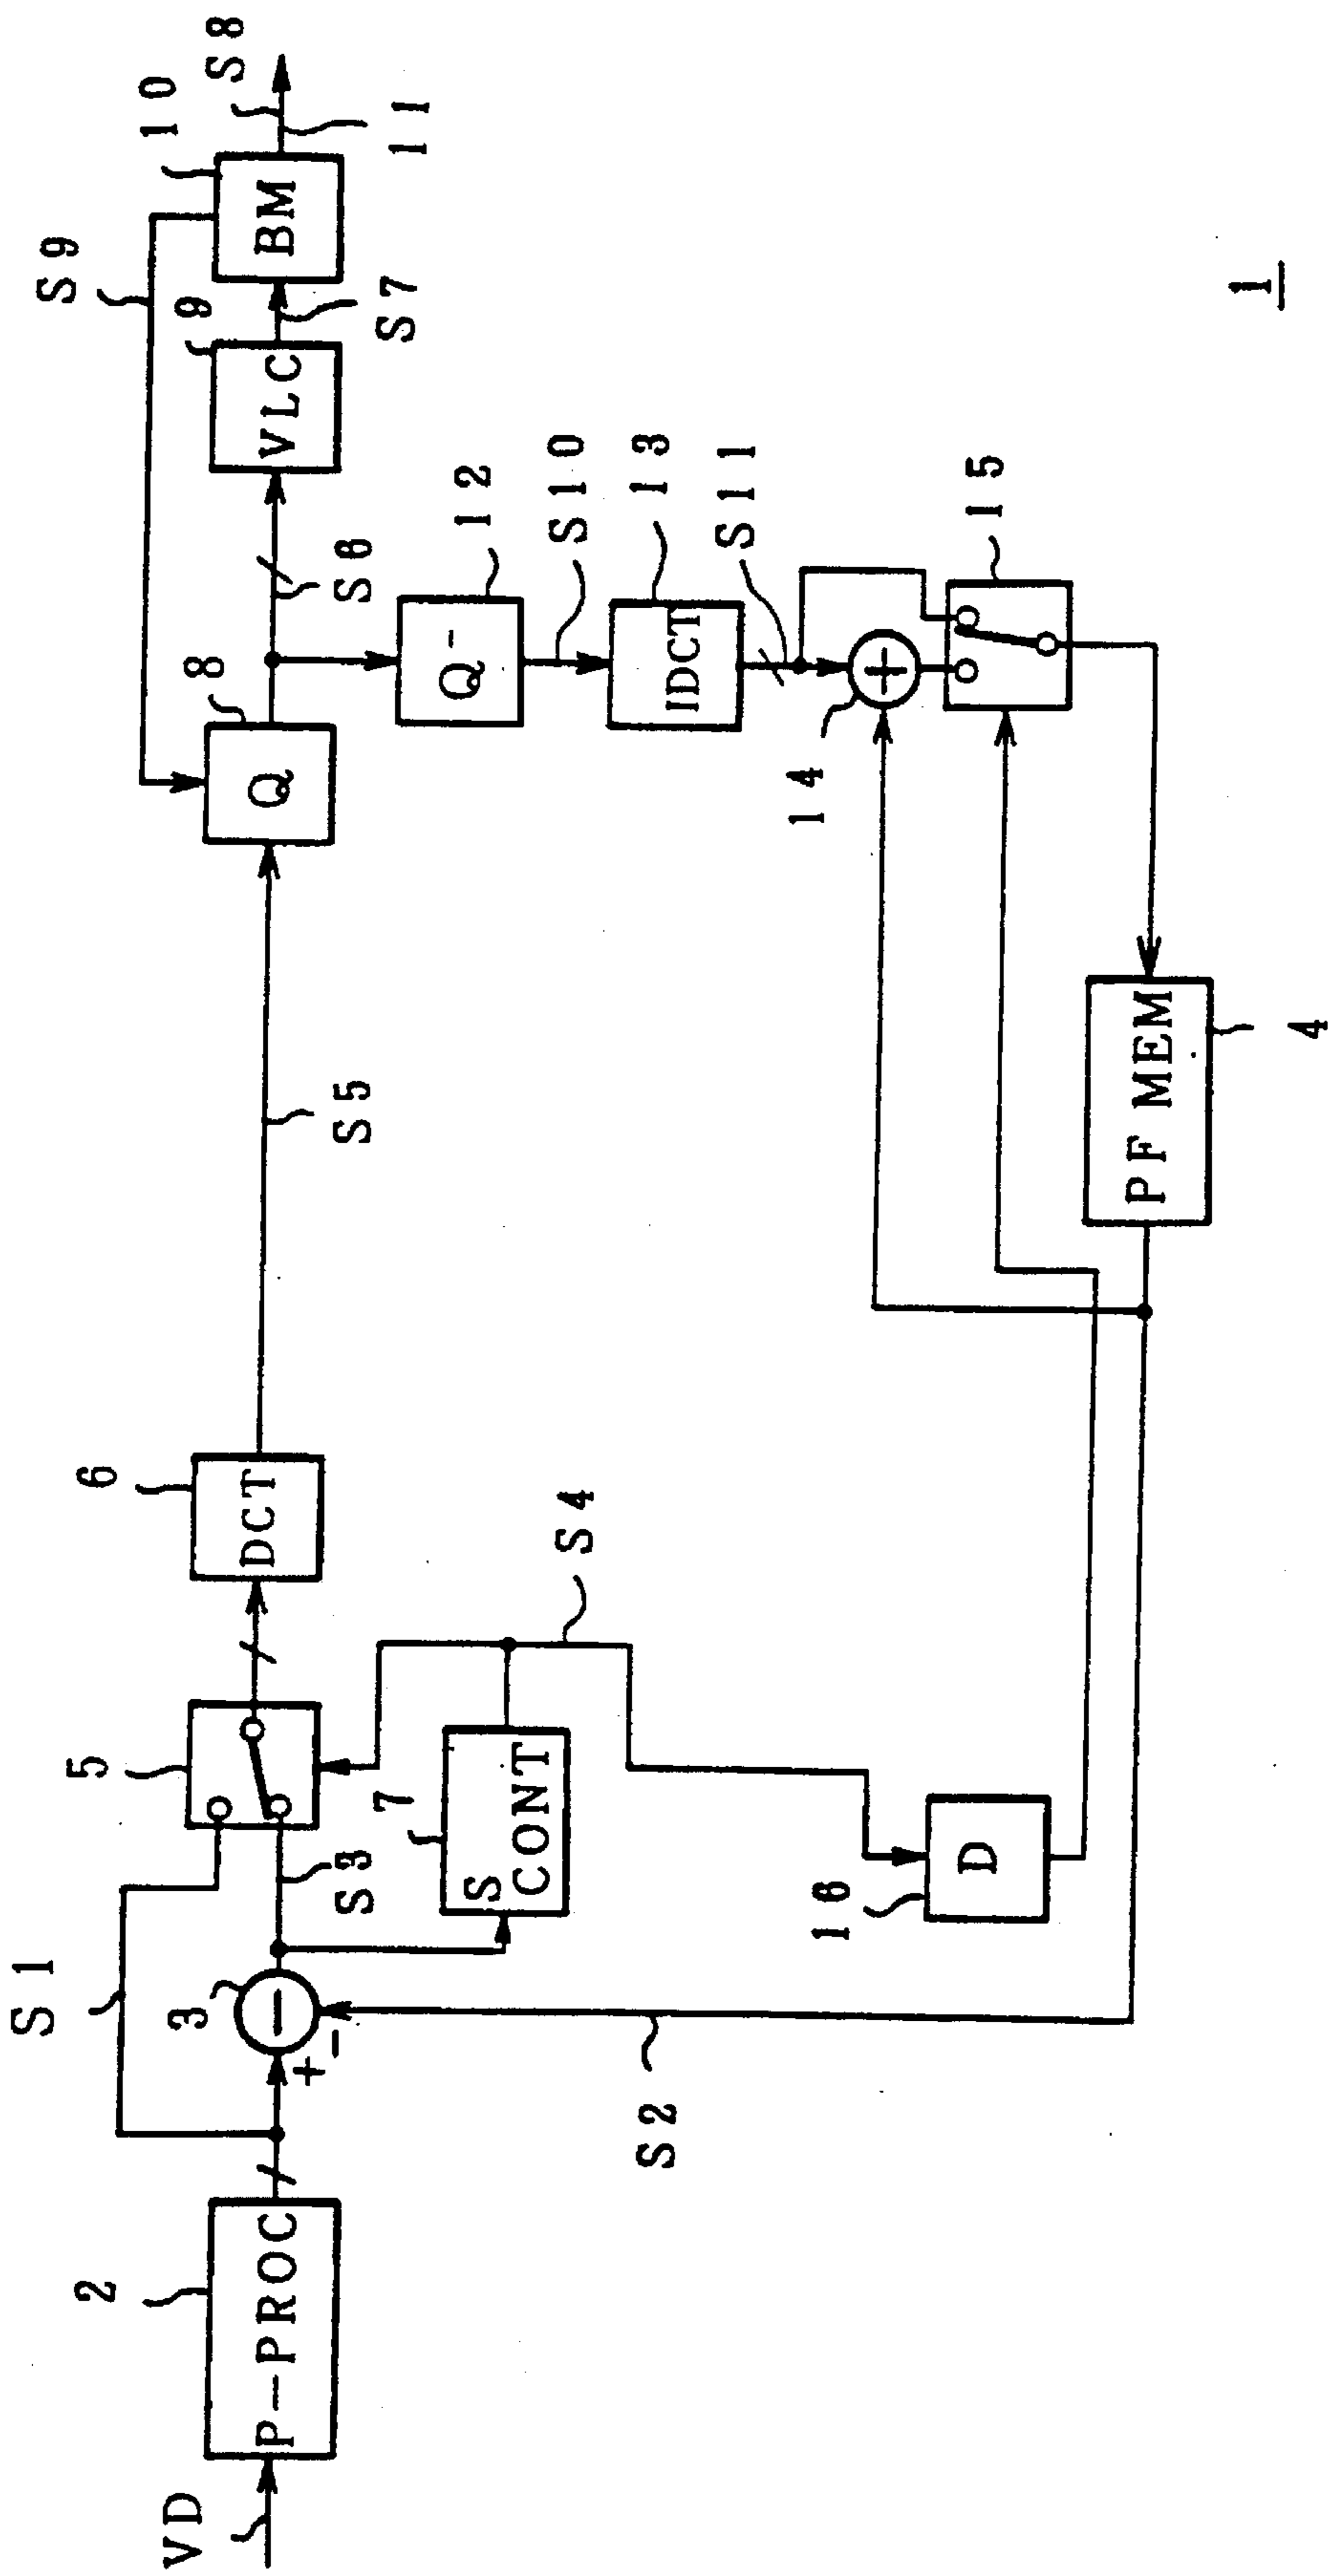 VD
2
P-PROC
S1
3
+
-
−
S2
S3
5
7
S
CONT
S4
16
D
6
DCT
S5
8
Q
S9
S6
12
Q-
S10
13
IDCT
S11
14
+
15
9
VLC
S7
10
BM
S8
11
PF MEM
4
1